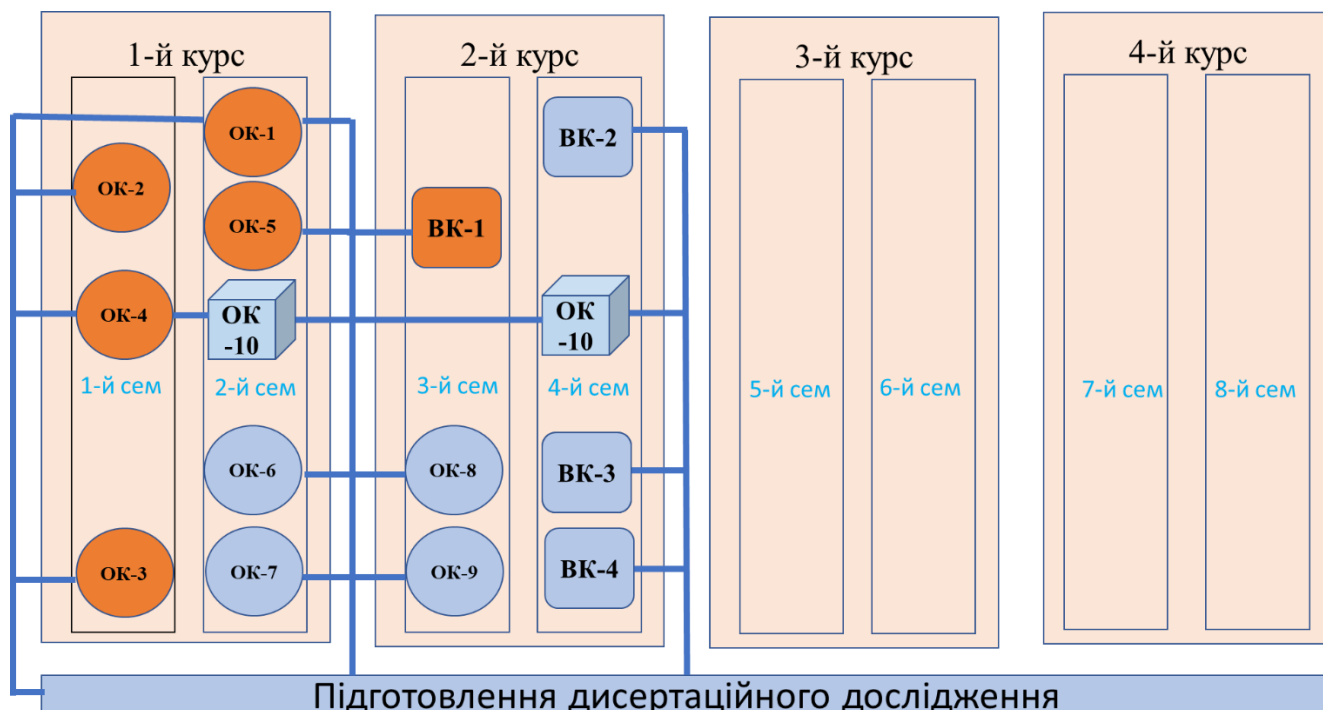 1-й курс
2-й курс
3-й курс
4-й курс
ОК-1
ВК-2
ОК-2
ОК-5
ВК-1
ОК-4
ОК
-10
ОК
-10
1-й сем
2-й сем
3-й сем
4-й сем
5-й сем
6-й сем
7-й сем
8-й сем
ОК-6
ОК-8
ВК-3
ОК-3
ОК-7
ОК-9
ВК-4
Підготовлення дисертаційного дослідження